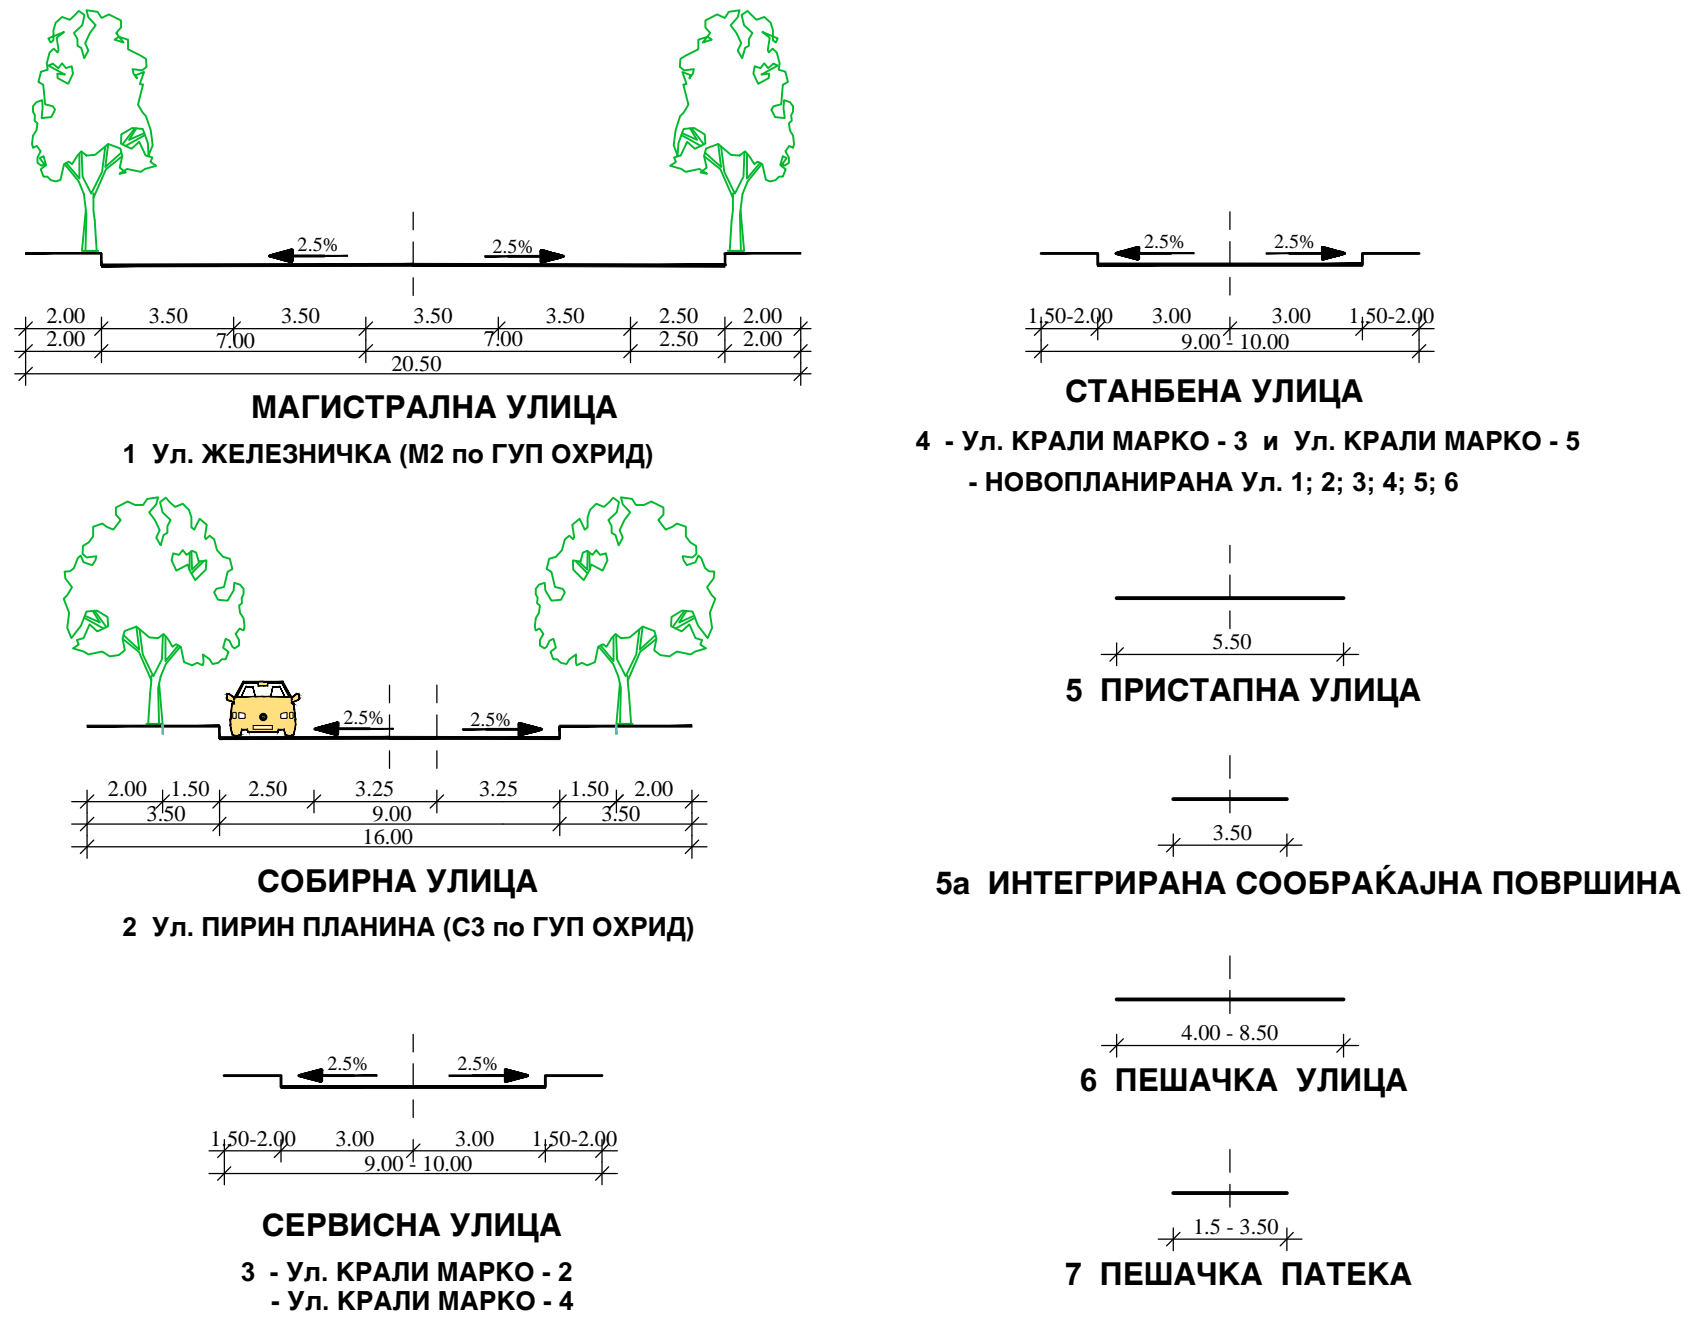 2.5% 2.5%
2.00 3.50 3.50 3.50 3.50 2.50 2.00
2.00 7.00 7.00 2.50 2.00
20.50
МАГИСТРАЛНА УЛИЦА
1 Ул. ЖЕЛЕЗНИЧКА (М2 по ГУП ОХРИД)
2.5% 2.5%
2.00 1.50 2.50 3.25 3.25 1.50 2.00
3.50 9.00 3.50
16.00
СОБИРНА УЛИЦА
2 Ул. ПИРИН ПЛАНИНА (С3 по ГУП ОХРИД)
2.5% 2.5%
1.50-2.00 3.00 3.00 1.50-2.00
9.00 - 10.00
СЕРВИСНА УЛИЦА
3 - Ул. КРАЛИ МАРКО - 2
- Ул. КРАЛИ МАРКО - 4
2.5% 2.5%
1.50-2.00 3.00 3.00 1.50-2.00
9.00 - 10.00
СТАНБЕНА УЛИЦА
4 - Ул. КРАЛИ МАРКО - 3 и Ул. КРАЛИ МАРКО - 5
- НОВОПЛАНИРАНА Ул. 1; 2; 3; 4; 5; 6
5.50
5 ПРИСТАПНА УЛИЦА
3.50
5а ИНТЕГРИРАНА СООБРАЌАЈНА ПОВРШИНА
4.00 - 8.50
6 ПЕШАЧКА УЛИЦА
1.5 - 3.50
7 ПЕШАЧКА ПАТЕКА